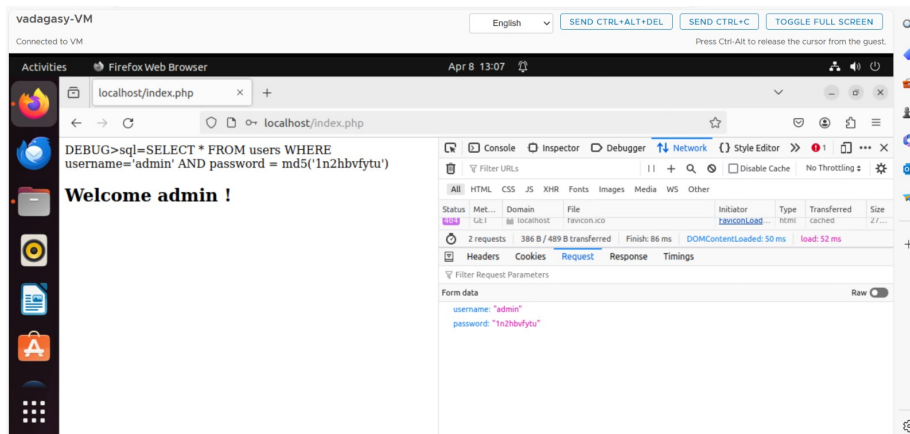 vadagasy-VM
English
SEND CTRL+ALT+DEL
SEND CTRL+C
TOGGLE FULL SCREEN
Connected to VM
Press Ctrl-Alt to release the cursor from the guest.
Activities
Firefox Web Browser
Apr 8 13:07
localhost/index.php
localhost/index.php
DEBUG>sql=SELECT * FROM users WHERE
username='admin' AND password = md5('1n2hbvfytu')
Welcome admin !
Console Inspector Debugger Network {} Style Editor 1
Filter URLs
Disable Cache No Throttling
All HTML CSS JS XHR Fonts Images Media WS Other
Status Met... Domain File Initiator Type Transferred Size
404 GET localhost favicon.ico FaviconLoad... html cached 27...
2 requests 386 B / 489 B transferred Finish: 86 ms DOMContentLoaded: 50 ms load: 52 ms
Headers Cookies Request Response Timings
Filter Request Parameters
Form data Raw
username: "admin"
password: "1n2hbvfytu"